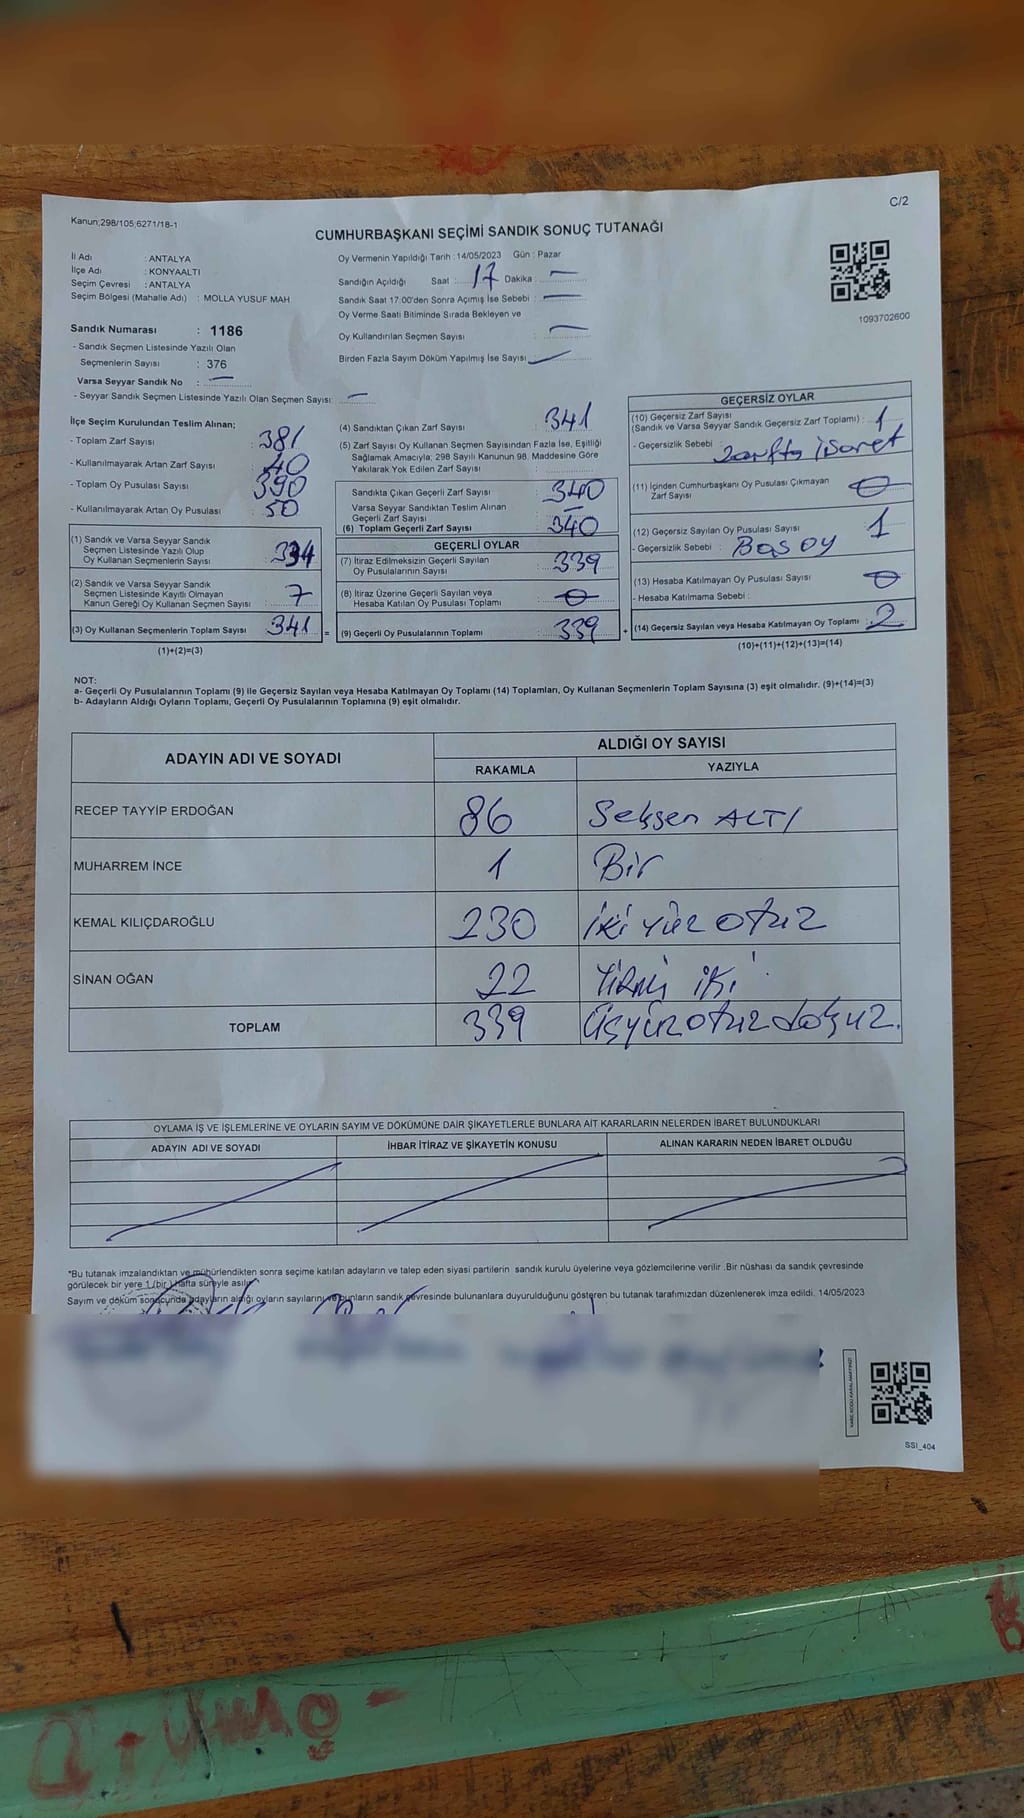 C/2
Kanun:298/105,6271/18-1
CUMHURBAŞKANI SEÇİMİ SANDIK SONUÇ TUTANAĞI
İl Adı : ANTALYA
İlçe Adı : KONYAALTI
Seçim Çevresi : ANTALYA
Seçim Bölgesi (Mahalle Adı) : MOLLA YUSUF MAH
Sandık Numarası : 1186
- Sandık Seçmen Listesinde Yazılı Olan
Seçmenlerin Sayısı : 376
Varsa Seyyar Sandık No : —
- Seyyar Sandık Seçmen Listesinde Yazılı Olan Seçmen Sayısı: —
Oy Vermenin Yapıldığı Tarih :14/05/2023 Gün : Pazar
Sandığın Açıldığı Saat : 17 Dakika : —
Sandık Saat 17:00'den Sonra Açımış İse Sebebi : —
Oy Verme Saati Bitiminde Sırada Bekleyen ve
Oy Kullandırılan Seçmen Sayısı : —
Birden Fazla Sayım Döküm Yapılmış İse Sayısı —
1093702600
İlçe Seçim Kurulundan Teslim Alınan;
- Toplam Zarf Sayısı : 381
- Kullanılmayarak Artan Zarf Sayısı : 40
- Toplam Oy Pusulası Sayısı : 390
- Kullanılmayarak Artan Oy Pusulası : 50
(1) Sandık ve Varsa Seyyar Sandık
Seçmen Listesinde Yazılı Olup
Oy Kullanan Seçmenlerin Sayısı : 334
(2) Sandık ve Varsa Seyyar Sandık
Seçmen Listesinde Kayıtlı Olmayan
Kanun Gereği Oy Kullanan Seçmen Sayısı : 7
(3) Oy Kullanan Seçmenlerin Toplam Sayısı : 341 =
(1)+(2)=(3)
(4) Sandıktan Çıkan Zarf Sayısı : 341
(5) Zarf Sayısı Oy Kullanan Seçmen Sayısından Fazla İse, Eşitliği
Sağlamak Amacıyla; 298 Sayılı Kanunun 98. Maddesine Göre
Yakılarak Yok Edilen Zarf Sayısı :
Sandıkta Çıkan Geçerli Zarf Sayısı : 340
Varsa Seyyar Sandıktan Teslim Alınan
Geçerli Zarf Sayısı : —
(6) Toplam Geçerli Zarf Sayısı : 340
GEÇERLİ OYLAR
(7) İtiraz Edilmeksizin Geçerli Sayılan
Oy Pusulalarının Sayısı : 339
(8) İtiraz Üzerine Geçerli Sayılan veya
Hesaba Katılan Oy Pusulası Toplamı : 0
(9) Geçerli Oy Pusulalarının Toplamı : 339 +
GEÇERSİZ OYLAR
(10) Geçersiz Zarf Sayısı
(Sandık ve Varsa Seyyar Sandık Geçersiz Zarf Toplamı) : 1
- Geçersizlik Sebebi : zarfta işaret
(11) İçinden Cumhurbaşkanı Oy Pusulası Çıkmayan
Zarf Sayısı : 0
(12) Geçersiz Sayılan Oy Pusulası Sayısı : 1
- Geçersizlik Sebebi : BOŞ OY
(13) Hesaba Katılmayan Oy Pusulası Sayısı : 0
- Hesaba Katılmama Sebebi :
(14) Geçersiz Sayılan veya Hesaba Katılmayan Oy Toplamı : 2
(10)+(11)+(12)+(13)=(14)
NOT:
a- Geçerli Oy Pusulalarının Toplamı (9) ile Geçersiz Sayılan veya Hesaba Katılmayan Oy Toplamı (14) Toplamları, Oy Kullanan Seçmenlerin Toplam Sayısına (3) eşit olmalıdır. (9)+(14)=(3)
b- Adayların Aldığı Oyların Toplamı, Geçerli Oy Pusulalarının Toplamına (9) eşit olmalıdır.
ADAYIN ADI VE SOYADI
ALDIĞI OY SAYISI
RAKAMLA YAZIYLA
RECEP TAYYİP ERDOĞAN 86 Seksen ALTI
MUHARREM İNCE 1 Bir
KEMAL KILIÇDAROĞLU 230 iki yüz otuz
SİNAN OĞAN 22 Yirmi iki
TOPLAM 339 Üçyüzotuzdokuz.
OYLAMA İŞ VE İŞLEMLERİNE VE OYLARIN SAYIM VE DÖKÜMÜNE DAİR ŞİKAYETLERLE BUNLARA AİT KARARLARIN NELERDEN İBARET BULUNDUKLARI
ADAYIN ADI VE SOYADI İHBAR İTİRAZ VE ŞİKAYETİN KONUSU ALINAN KARARIN NEDEN İBARET OLDUĞU
*Bu tutanak imzalandıktan ve mühürlendikten sonra seçime katılan adayların ve talep eden siyasi partilerin sandık kurulu üyelerine veya gözlemcilerine verilir .Bir nüshası da sandık çevresinde
görülecek bir yere 1 (bir ) hafta süreyle asılır.
Sayım ve döküm sonucunda adayların aldığı oyların sayılarını ve bunların sandık çevresinde bulunanlara duyurulduğunu gösteren bu tutanak tarafımızdan düzenlenerek imza edildi. 14/05/2023
SSI_404